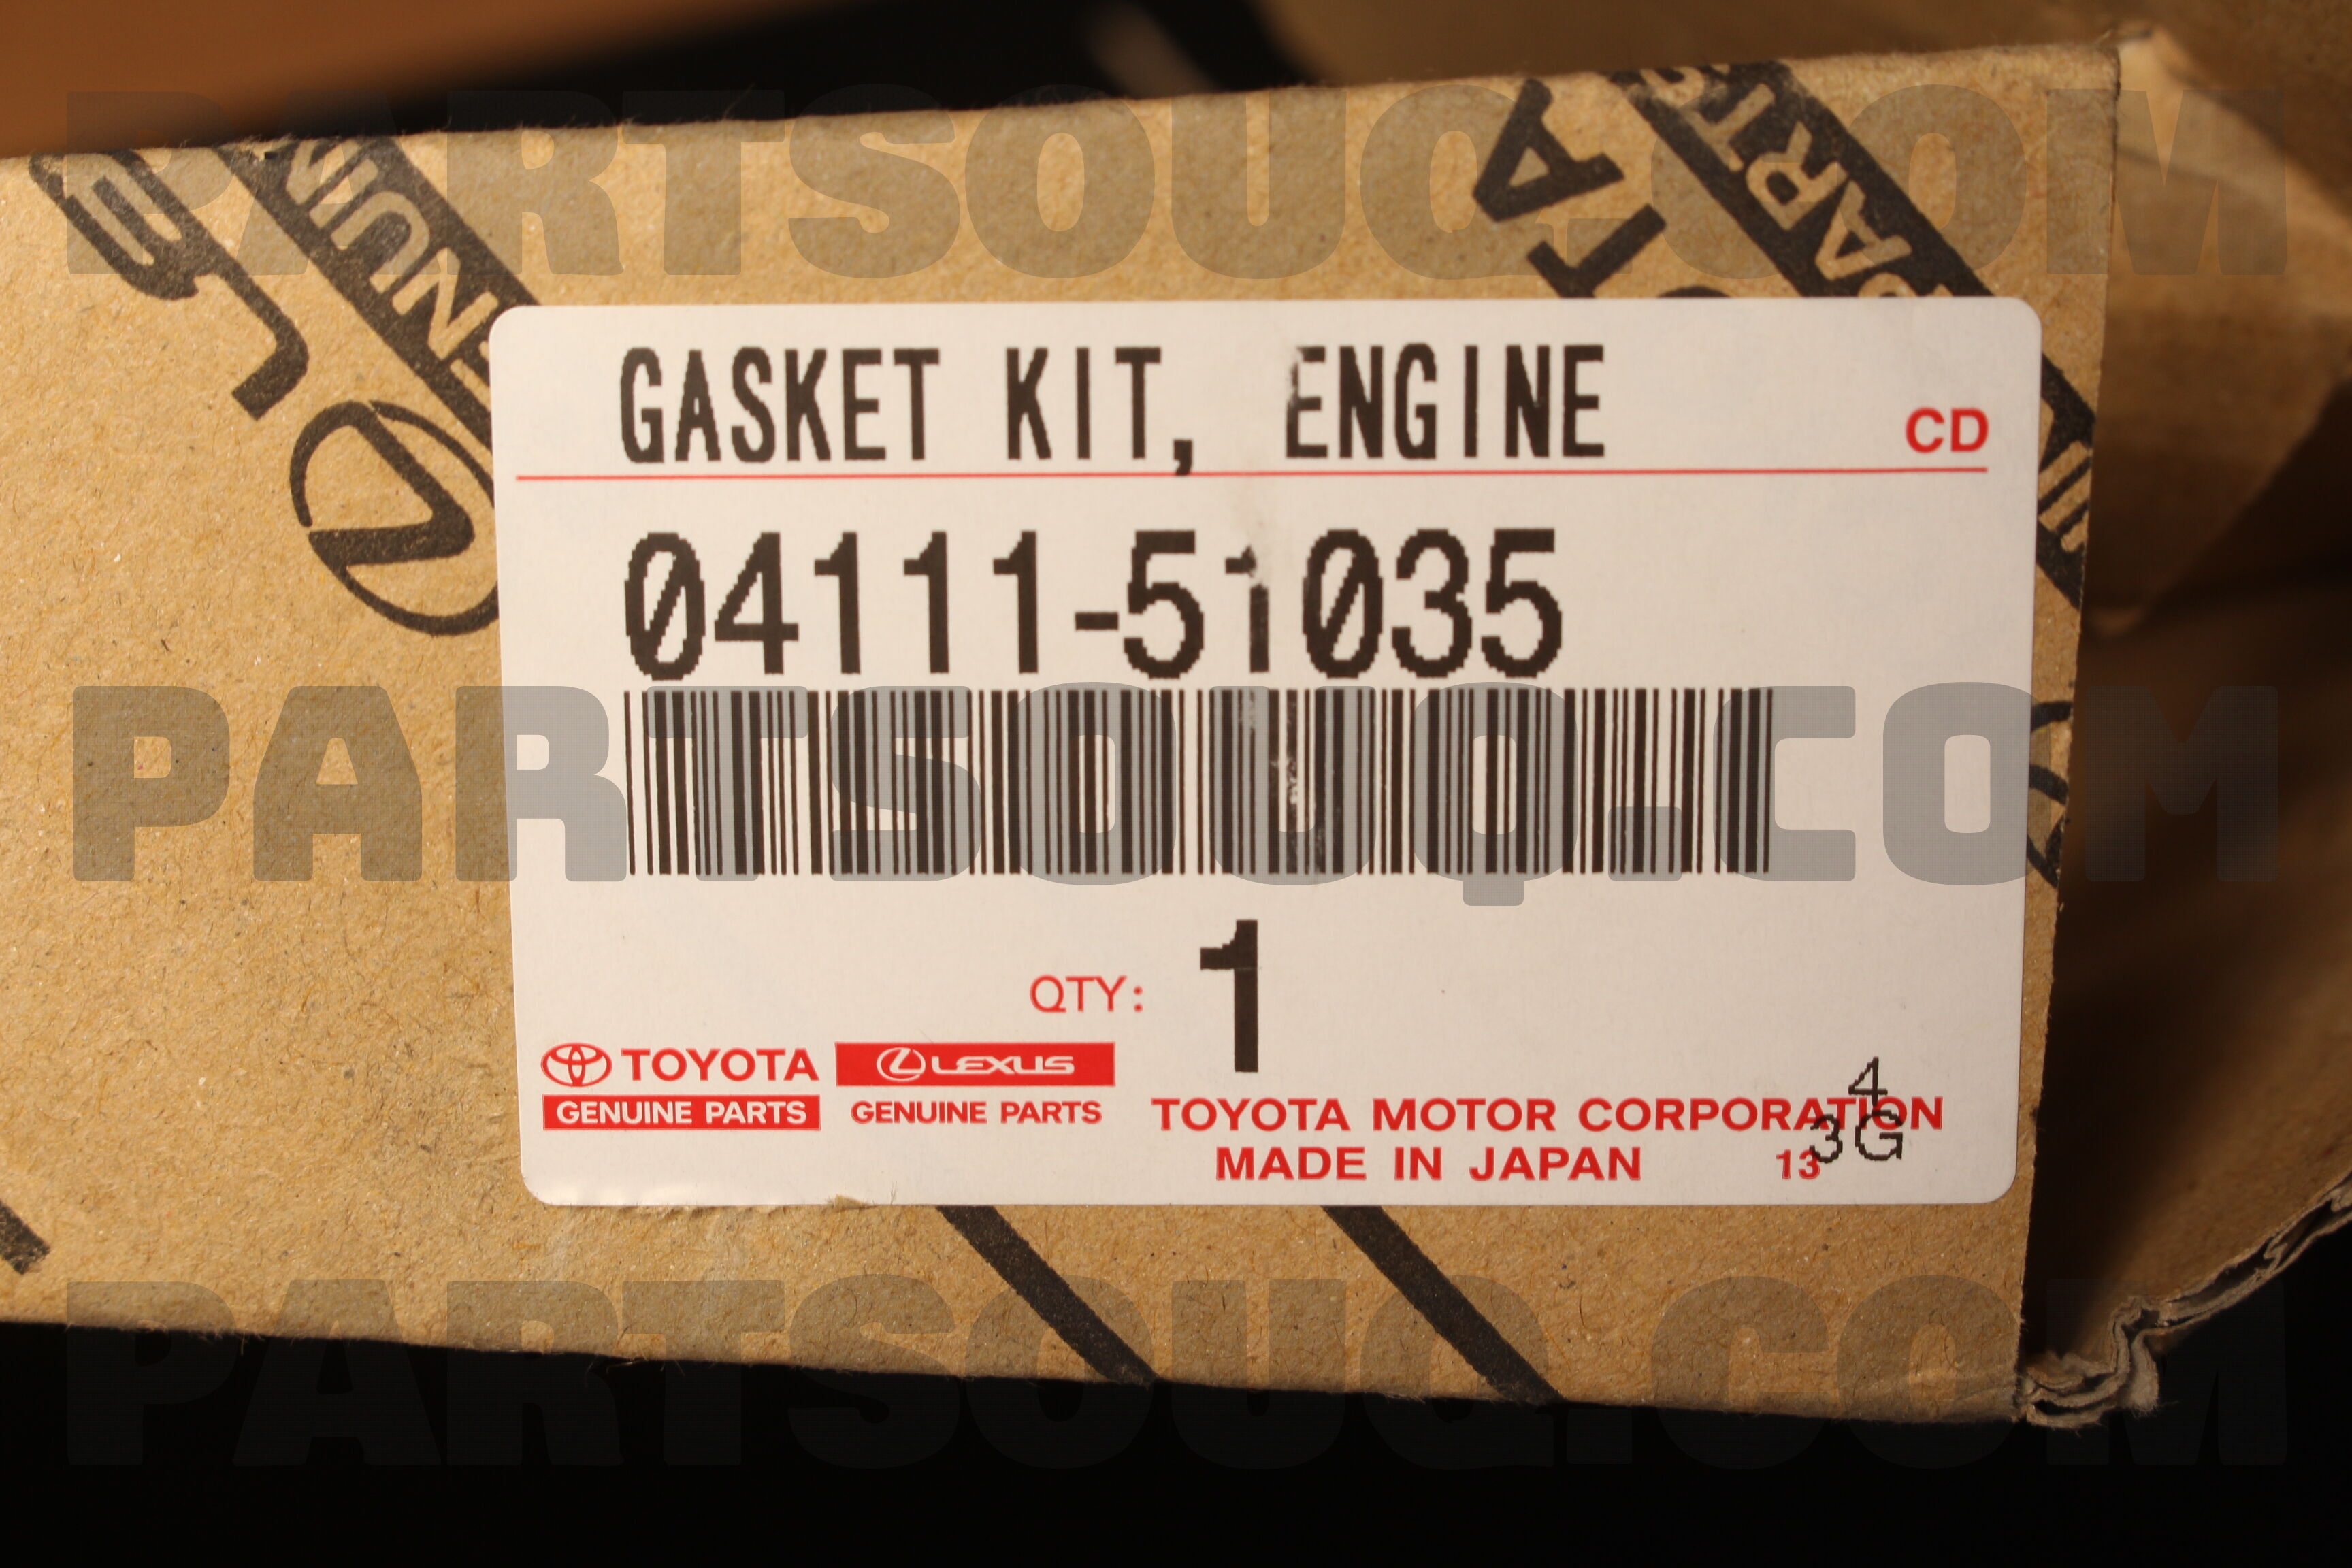 PARTSOUQ.COM
GASKET KIT, ENGINE
CD
04111-51035
PARTSOUQ.COM
QTY: 1
TOYOTA
LEXUS
GENUINE PARTS
GENUINE PARTS
4
TOYOTA MOTOR CORPORATION
3G
MADE IN JAPAN
13
PARTSOUQ.COM